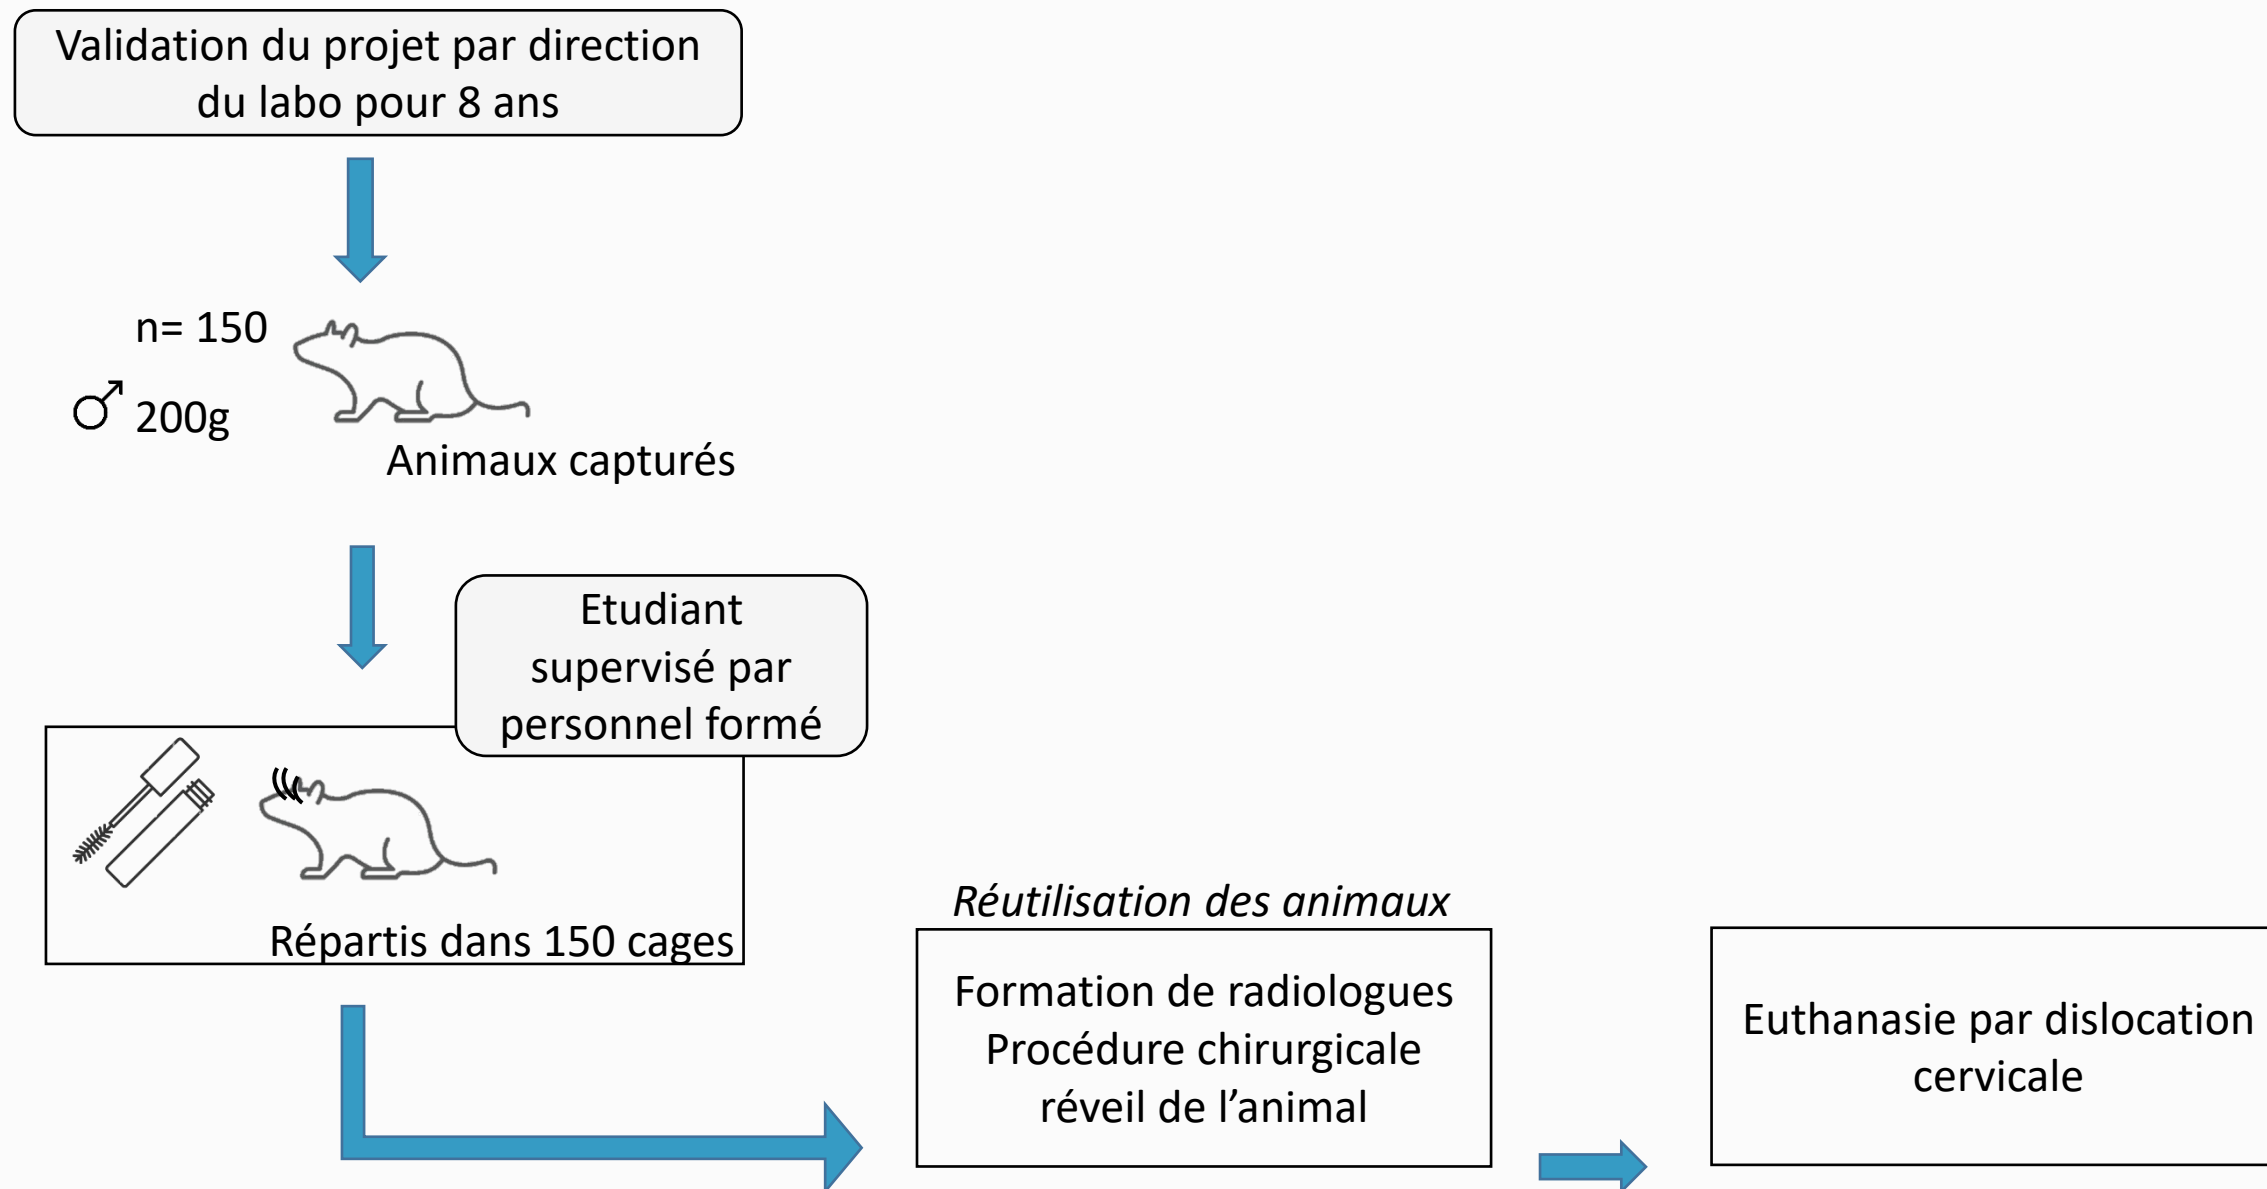 Validation du projet par direction
du labo pour 8 ans
n= 150
♂ 200g
Animaux capturés
Etudiant
supervisé par
personnel formé
Répartis dans 150 cages
Réutilisation des animaux
Formation de radiologues
Procédure chirurgicale
réveil de l’animal
Euthanasie par dislocation
cervicale